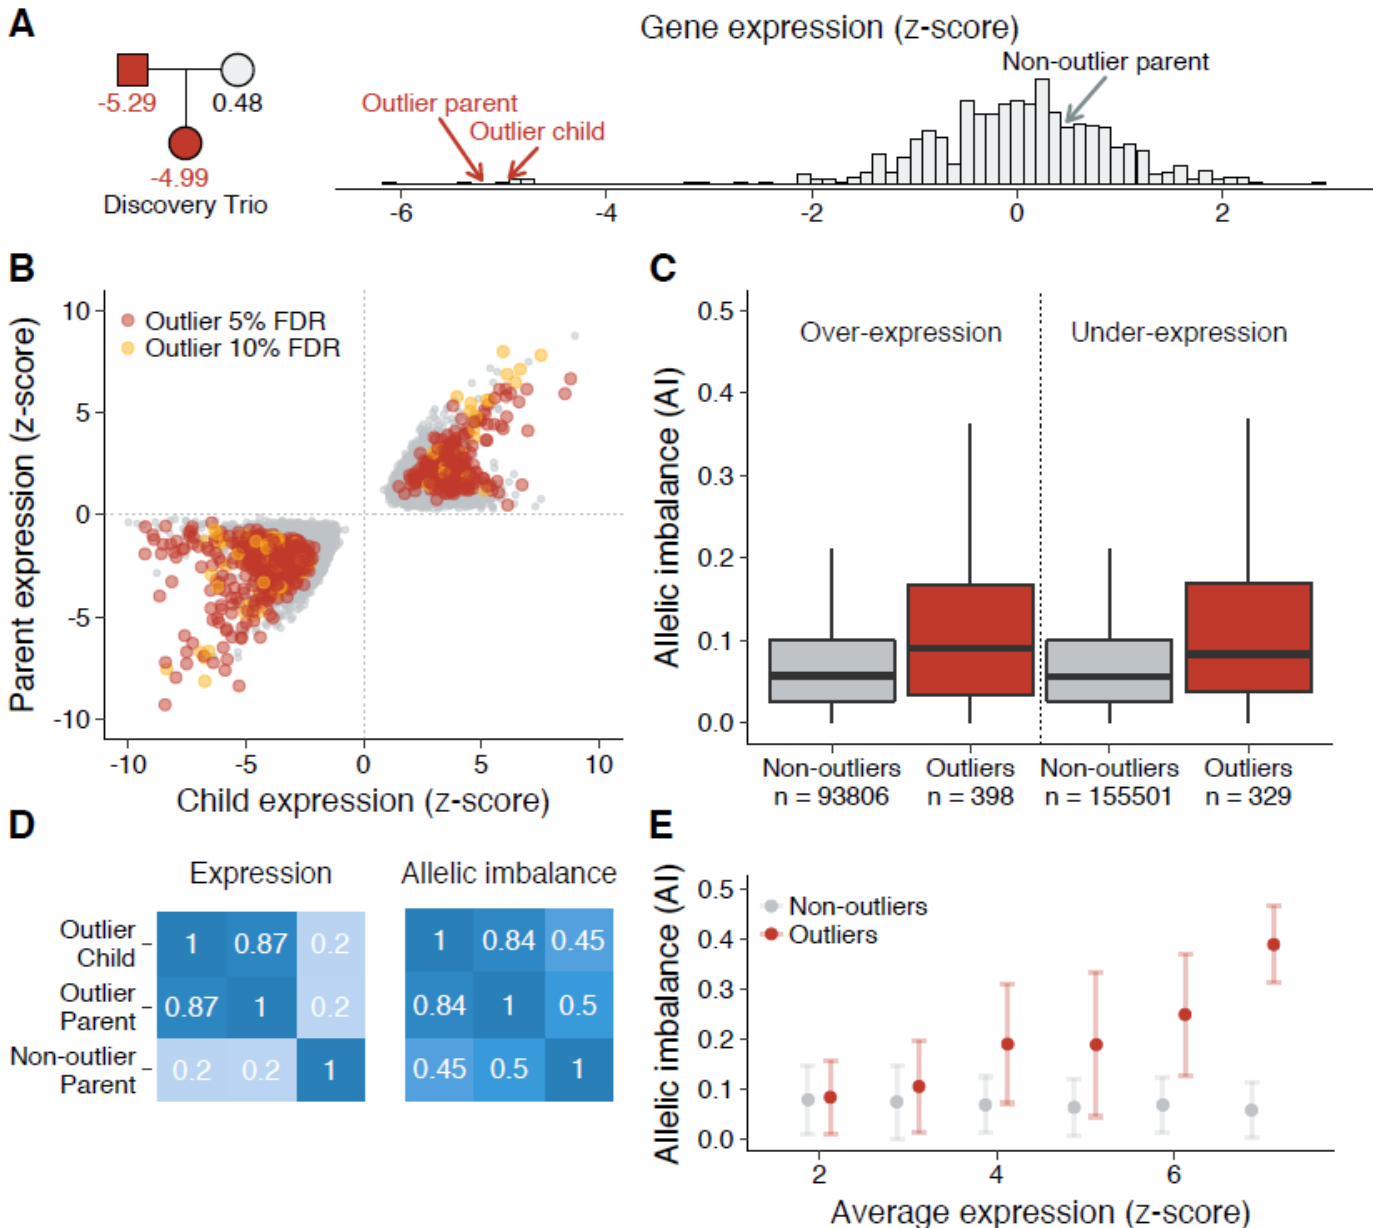 A
Gene expression (z-score)
-5.29
0.48
-4.99
Discovery Trio
Outlier parent
Outlier child
Non-outlier parent
-6
-4
-2
0
2
B
Outlier 5% FDR
Outlier 10% FDR
Parent expression (z-score)
10
5
0
-5
-10
-10
-5
0
5
10
Child expression (z-score)
C
Over-expression
Under-expression
Allelic imbalance (AI)
0.5
0.4
0.3
0.2
0.1
0.0
Non-outliers
n = 93806
Outliers
n = 398
Non-outliers
n = 155501
Outliers
n = 329
D
Expression
Allelic imbalance
Outlier
Child
1 0.87 0.2
1 0.84 0.45
Outlier
Parent
0.87 1 0.2
0.84 1 0.5
Non-outlier
Parent
0.2 0.2 1
0.45 0.5 1
E
Non-outliers
Outliers
Allelic imbalance (AI)
0.5
0.4
0.3
0.2
0.1
0.0
2
4
6
Average expression (z-score)